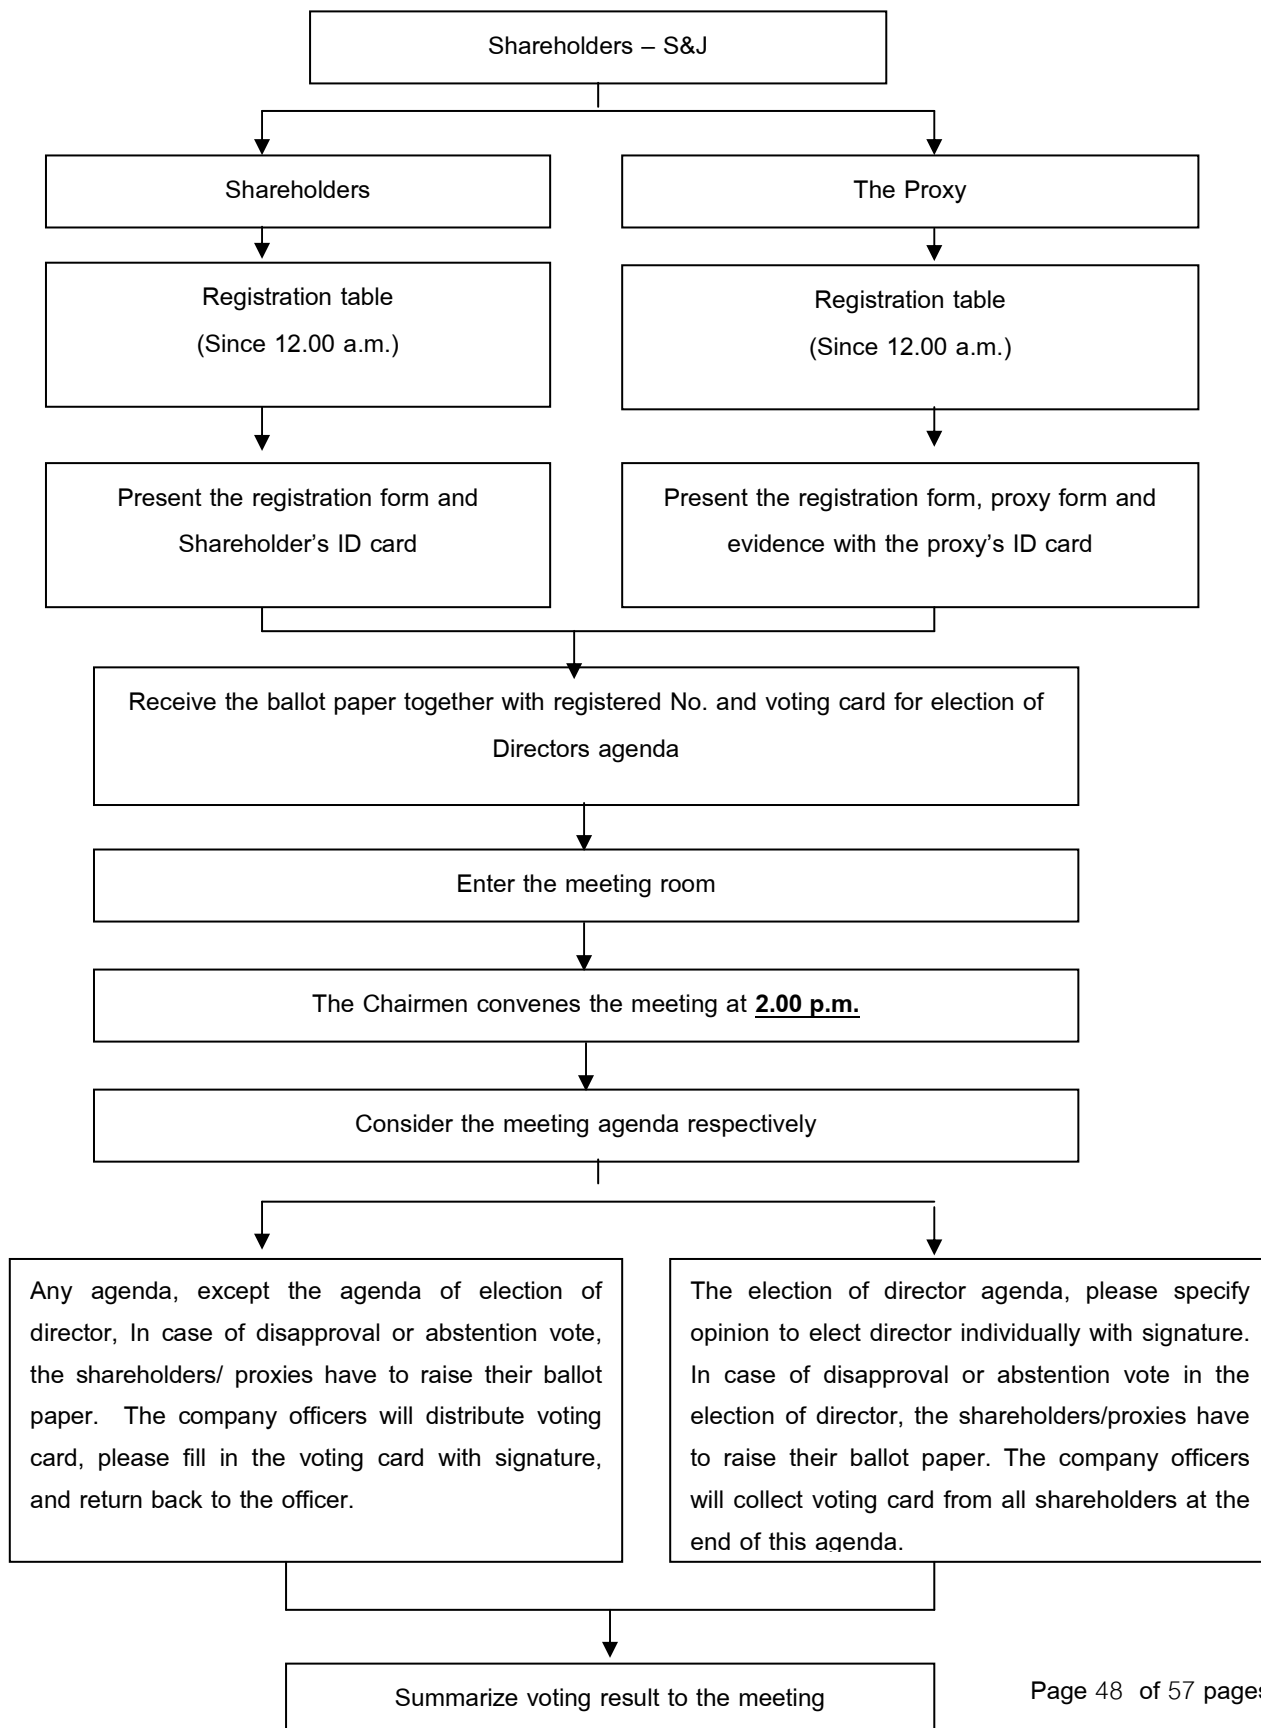 Shareholders – S&J
Shareholders
The Proxy
Registration table
(Since 12.00 a.m.)
Registration table
(Since 12.00 a.m.)
Present the registration form and
Shareholder’s ID card
Present the registration form, proxy form and
evidence with the proxy’s ID card
Receive the ballot paper together with registered No. and voting card for election of
Directors agenda
Enter the meeting room
The Chairmen convenes the meeting at 2.00 p.m.
Consider the meeting agenda respectively
Any agenda, except the agenda of election of
director, In case of disapproval or abstention vote,
the shareholders/ proxies have to raise their ballot
paper. The company officers will distribute voting
card, please fill in the voting card with signature,
and return back to the officer.
The election of director agenda, please specify
opinion to elect director individually with signature.
In case of disapproval or abstention vote in the
election of director, the shareholders/proxies have
to raise their ballot paper. The company officers
will collect voting card from all shareholders at the
end of this agenda.
Summarize voting result to the meeting
Page 48 of 57 pages